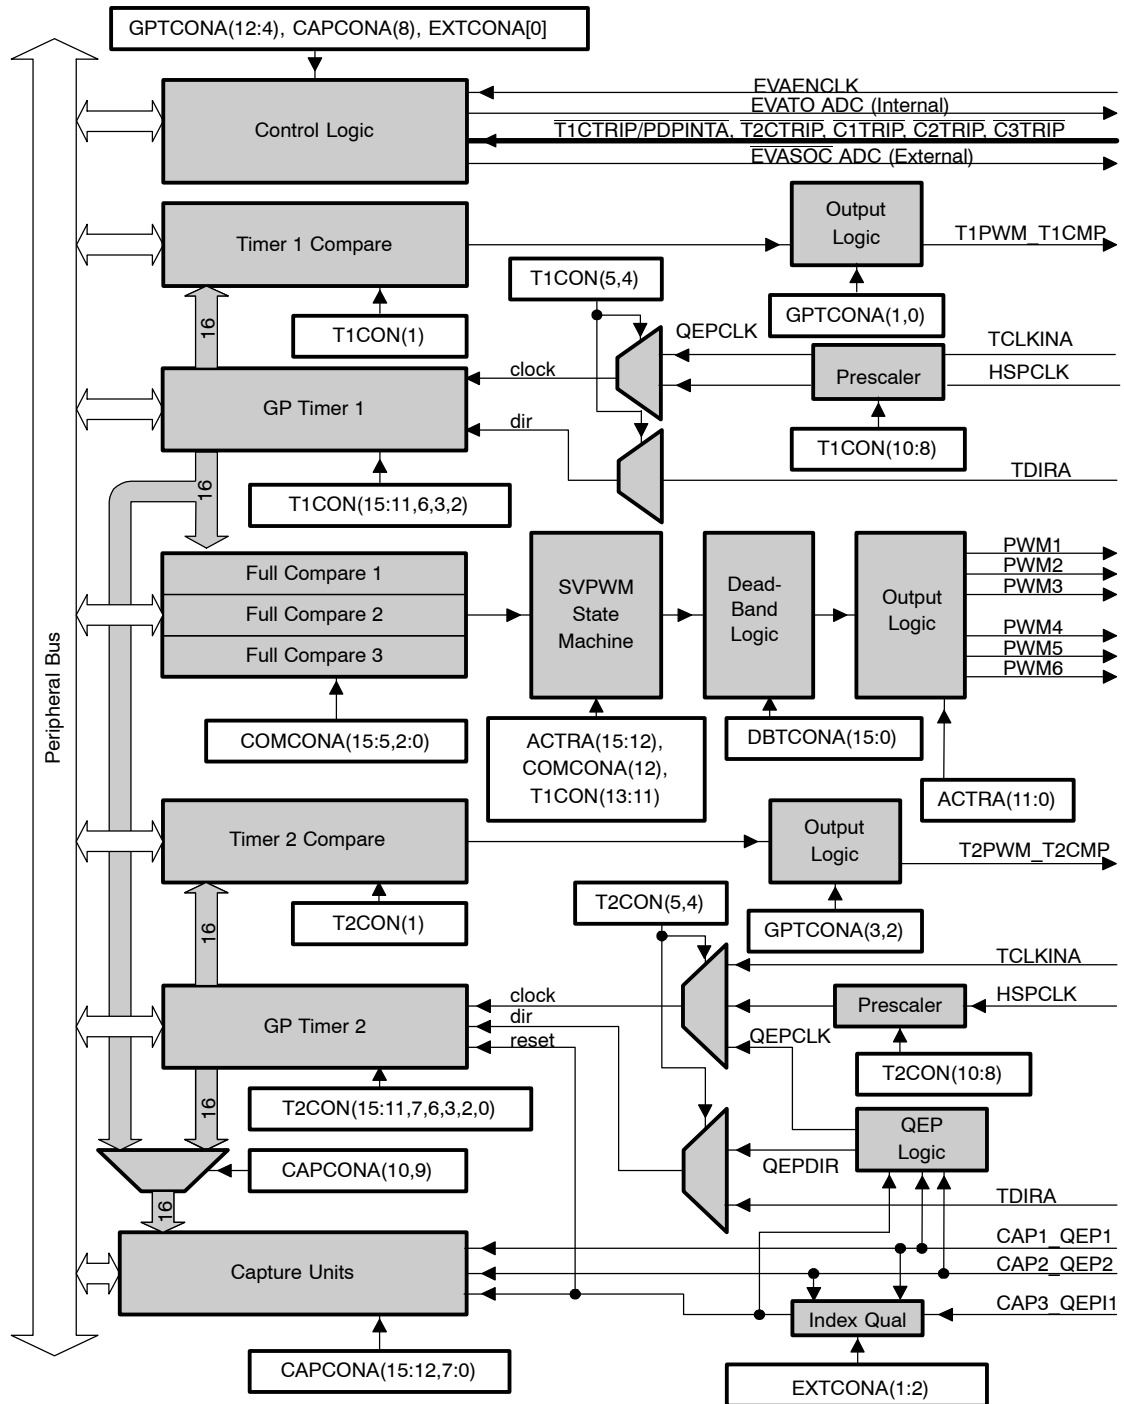 GPTCONA(12:4), CAPCONA(8), EXTCONA[0]
Control Logic
EVAENCLK
EVATO ADC (Internal)
T1CTRIP/PDPINTA, T2CTRIP, C1TRIP, C2TRIP, C3TRIP
EVASOC ADC (External)
Timer 1 Compare
Output
Logic
T1PWM_T1CMP
T1CON(5,4)
GPTCONA(1,0)
16
T1CON(1)
QEPCLK
TCLKINA
clock
Prescaler
HSPCLK
GP Timer 1
dir
T1CON(10:8)
TDIRA
16
T1CON(15:11,6,3,2)
Full Compare 1
Full Compare 2
Full Compare 3
SVPWM
State
Machine
Dead-
Band
Logic
Output
Logic
PWM1
PWM2
PWM3
PWM4
PWM5
PWM6
Peripheral Bus
COMCONA(15:5,2:0)
ACTRA(15:12),
COMCONA(12),
T1CON(13:11)
DBTCONA(15:0)
ACTRA(11:0)
Timer 2 Compare
Output
Logic
T2PWM_T2CMP
T2CON(5,4)
T2CON(1)
GPTCONA(3,2)
16
TCLKINA
clock
Prescaler
HSPCLK
GP Timer 2
dir
reset
QEPCLK
T2CON(10:8)
16
T2CON(15:11,7,6,3,2,0)
QEP
Logic
CAPCONA(10,9)
QEPDIR
TDIRA
16
CAP1_QEP1
CAP2_QEP2
Capture Units
CAP3_QEPI1
Index Qual
CAPCONA(15:12,7:0)
EXTCONA(1:2)